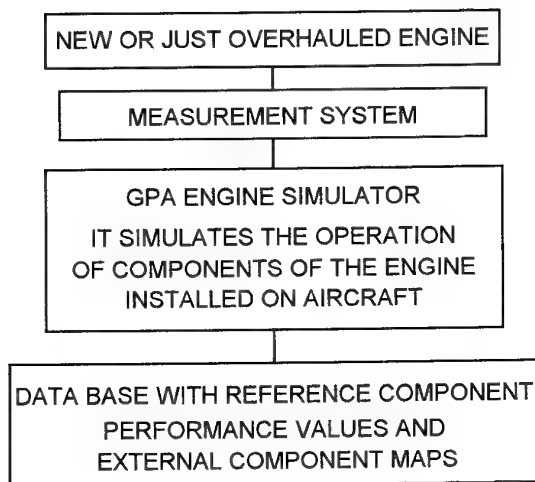 NEW OR JUST OVERHAULED ENGINE
MEASUREMENT SYSTEM
GPA ENGINE SIMULATOR
IT SIMULATES THE OPERATION
OF COMPONENTS OF THE ENGINE
INSTALLED ON AIRCRAFT
DATA BASE WITH REFERENCE COMPONENT
PERFORMANCE VALUES AND
EXTERNAL COMPONENT MAPS